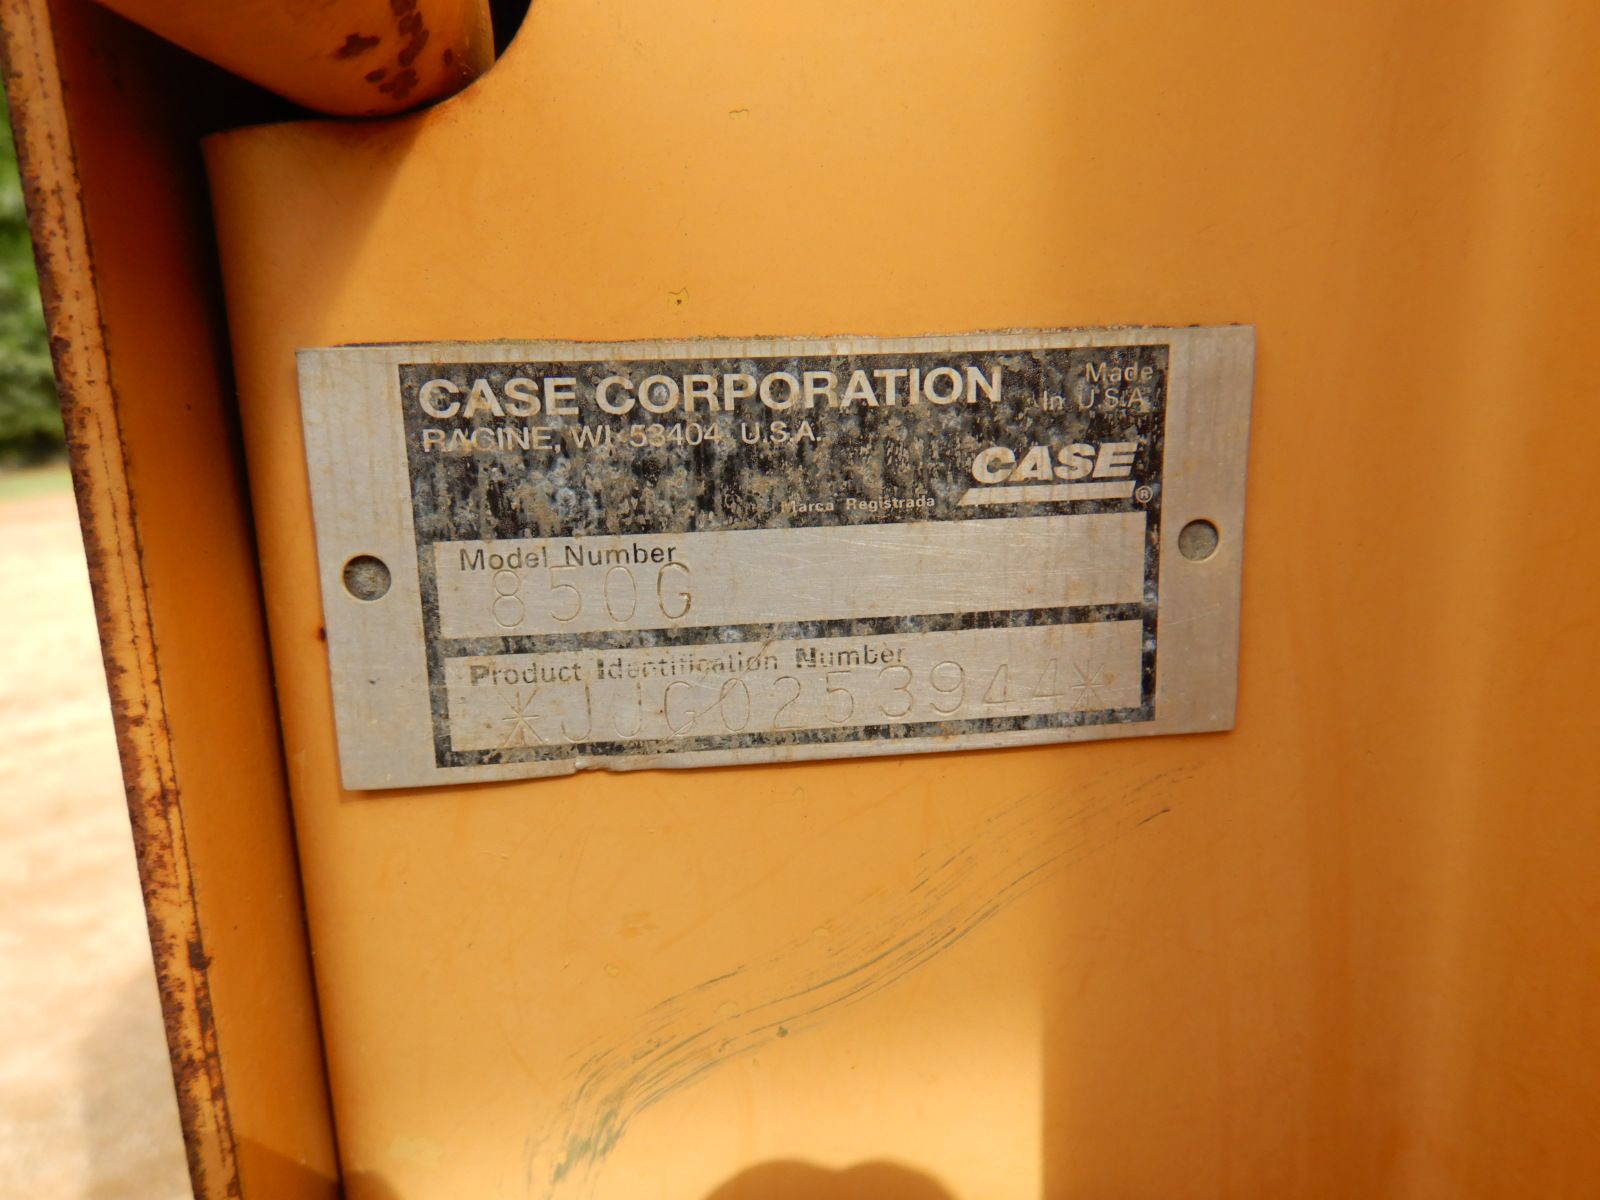 CASE CORPORATION
Made
In U.S.A.
RACINE, WI 53404 U.S.A.
CASE ®
Marca Registrada
Model Number
850G
Product Identification Number
*JJG0253944*